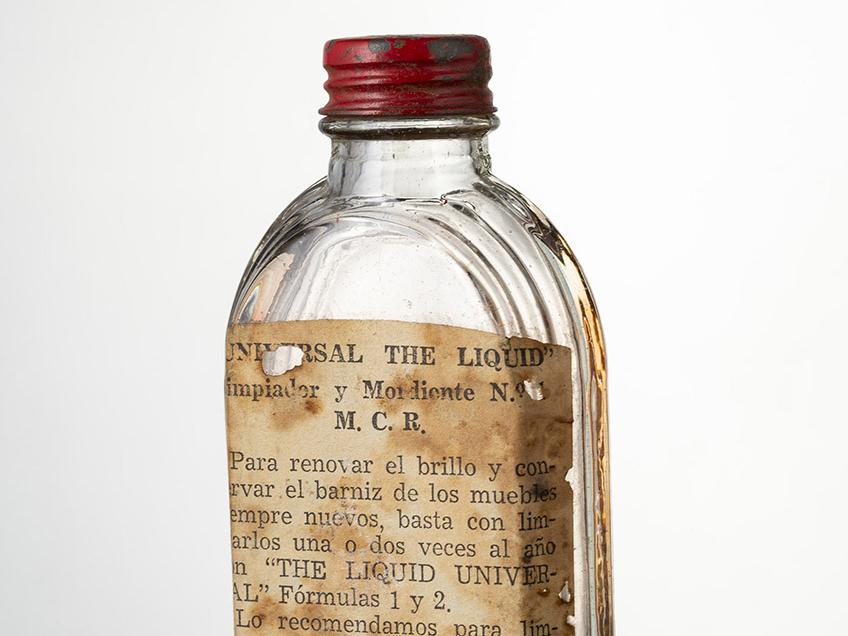 UNIVERSAL THE LIQUID"
impiador y Mordiente N.º 1
M. C. R.
Para renovar el brillo y con-
rvar el barniz de los muebles
empre nuevos, basta con lim-
arlos una o dos veces al año
n "THE LIQUID UNIVER-
AL" Fórmulas 1 y 2.
Lo recomendamos para lim-